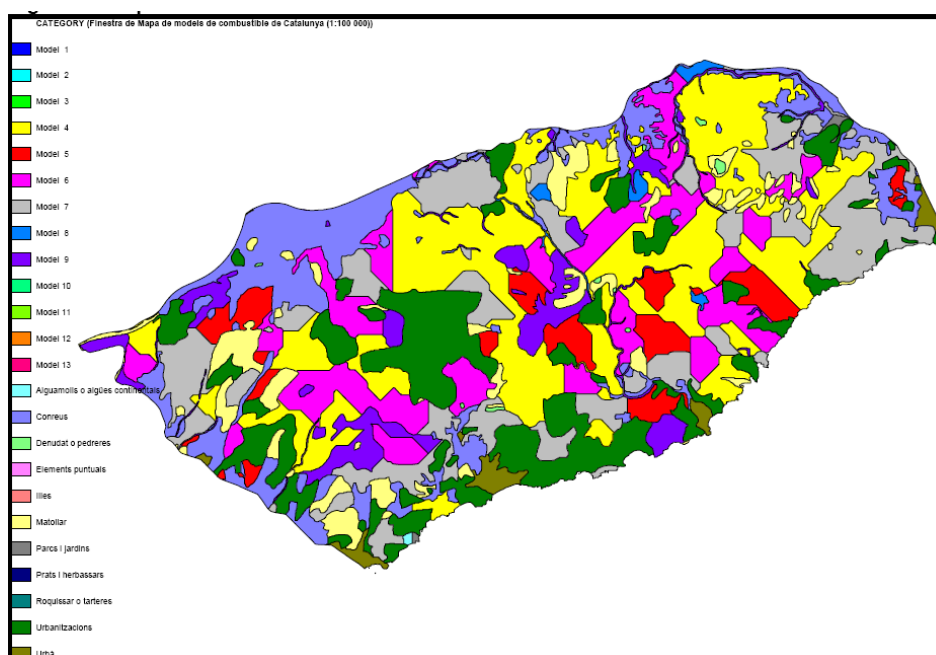 CATEGORY (Finestra de Mapa de models de combustible de Catalunya (1:100 000))
Model 1
Model 2
Model 3
Model 4
Model 5
Model 6
Model 7
Model 8
Model 9
Model 10
Model 11
Model 12
Model 13
Aiguamolls o aigües continentals
Conreus
Denudat o pedreres
Elements puntuals
Illes
Matollar
Parcs i jardins
Prats i herbassars
Roquissar o tarteres
Urbanitzacions
Urbà